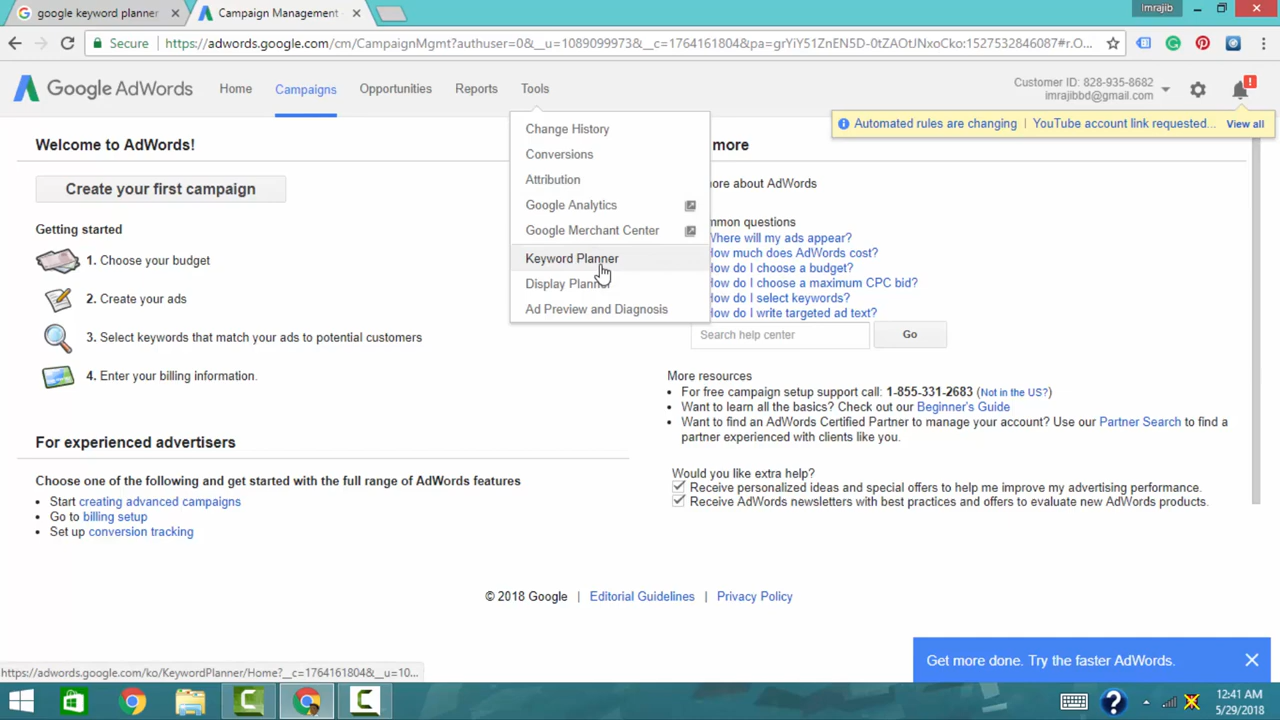 google keyword planner
Campaign Management
Imrajib
Secure
https://adwords.google.com/cm/CampaignMgmt?authuser=0&__u=1089099973&__c=1764161804&pa=grYiY51ZnEN5D-0tZAOtJNxoCko:1527532846087#r.O...
Google AdWords
Home
Campaigns
Opportunities
Reports
Tools
Customer ID: 828-935-8682
imrajibbd@gmail.com
Automated rules are changing | YouTube account link requested... View all
Change History
Conversions
Attribution
Google Analytics
Google Merchant Center
Keyword Planner
Display Planner
Ad Preview and Diagnosis
Welcome to AdWords!
Create your first campaign
Getting started
1. Choose your budget
2. Create your ads
3. Select keywords that match your ads to potential customers
4. Enter your billing information.
For experienced advertisers
Choose one of the following and get started with the full range of AdWords features
• Start creating advanced campaigns
• Go to billing setup
• Set up conversion tracking
more
more about AdWords
mmon questions
Where will my ads appear?
How much does AdWords cost?
How do I choose a budget?
How do I choose a maximum CPC bid?
How do I select keywords?
How do I write targeted ad text?
Search help center
Go
More resources
• For free campaign setup support call: 1-855-331-2683 (Not in the US?)
• Want to learn all the basics? Check out our Beginner's Guide
• Want to find an AdWords Certified Partner to manage your account? Use our Partner Search to find a
partner experienced with clients like you.
Would you like extra help?
Receive personalized ideas and special offers to help me improve my advertising performance.
Receive AdWords newsletters with best practices and offers to evaluate new AdWords products.
© 2018 Google | Editorial Guidelines | Privacy Policy
Get more done. Try the faster AdWords.
https://adwords.google.com/ko/KeywordPlanner/Home?__c=1764161804&__u=10...
12:41 AM
5/29/2018